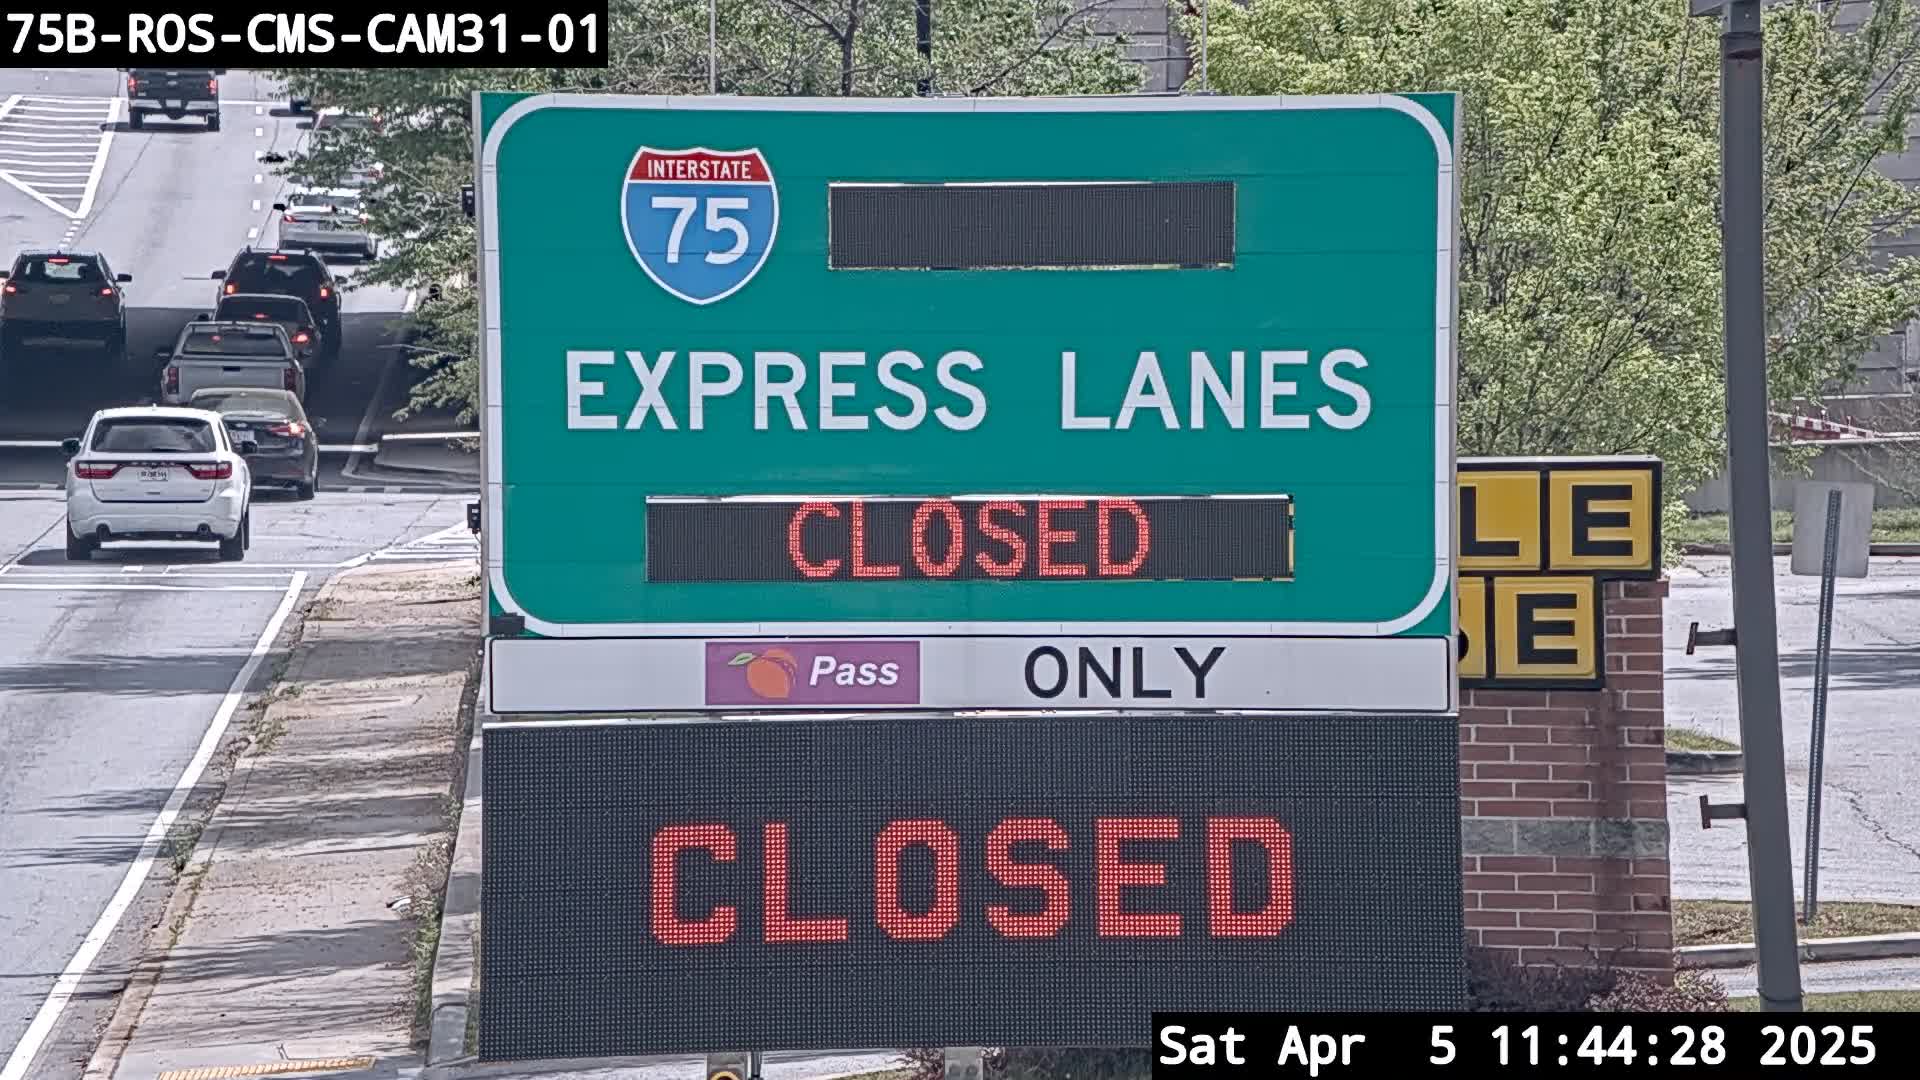 75B-ROS-CMS-CAM31-01
INTERSTATE
75
EXPRESS LANES
CLOSED
Pass ONLY
CLOSED
LE
E
Sat Apr 5 11:44:28 2025